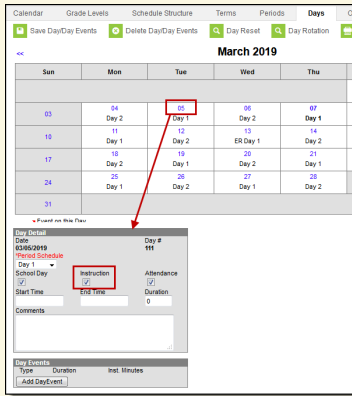 Calendar Grade Levels Schedule Structure Terms Periods Days
Save Day/Day Events Delete Day/Day Events Day Reset Day Rotation
<< March 2019
Sun Mon Tue Wed Thu
03 04 05 06 07
Day 2 Day 1 Day 2 Day 1
10 11 12 13 14
Day 1 Day 2 ER Day 1 Day 2
17 18 19 20 21
Day 2 Day 1 Day 2 Day 1
24 25 26 27 28
Day 1 Day 2 Day 1 Day 2
31
* Event on this Day
Day Detail
Date Day #
03/05/2019 111
*Period Schedule
Day 1
School Day Instruction Attendance
Start Time End Time Duration
0
Comments
Day Events
Type Duration Inst. Minutes
Add DayEvent